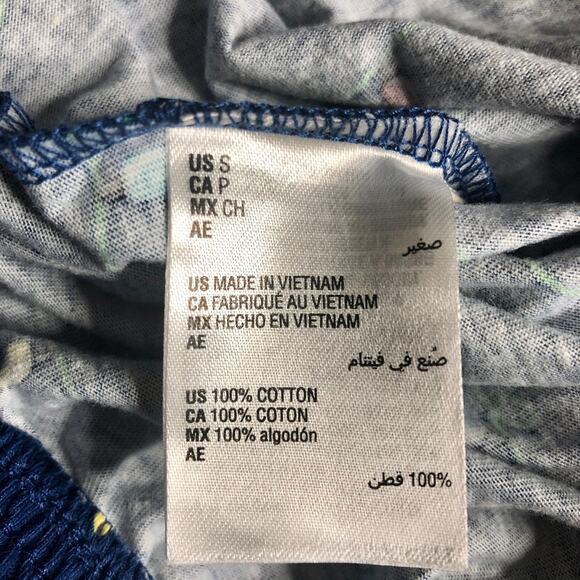 US S
CA P
MX CH
AE
صغير
US MADE IN VIETNAM
CA FABRIQUÉ AU VIETNAM
MX HECHO EN VIETNAM
AE
صُنع في فيتنام
US 100% COTTON
CA 100% COTON
MX 100% algodón
AE
100% قطن